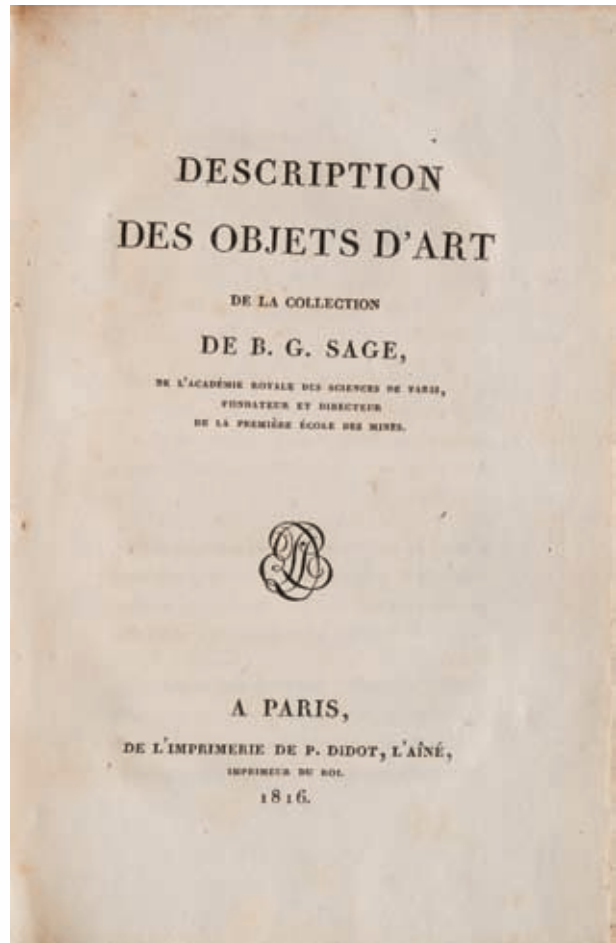 DESCRIPTION
DES OBJETS D'ART
DE LA COLLECTION
DE B. G. SAGE,
DE L'ACADÉMIE ROYALE DES SCIENCES DE PARIS,
FONDATEUR ET DIRECTEUR
DE LA PREMIÈRE ÉCOLE DES MINES.
A PARIS,
DE L'IMPRIMERIE DE P. DIDOT, L'AÎNÉ,
IMPRIMEUR DU ROI.
1816.